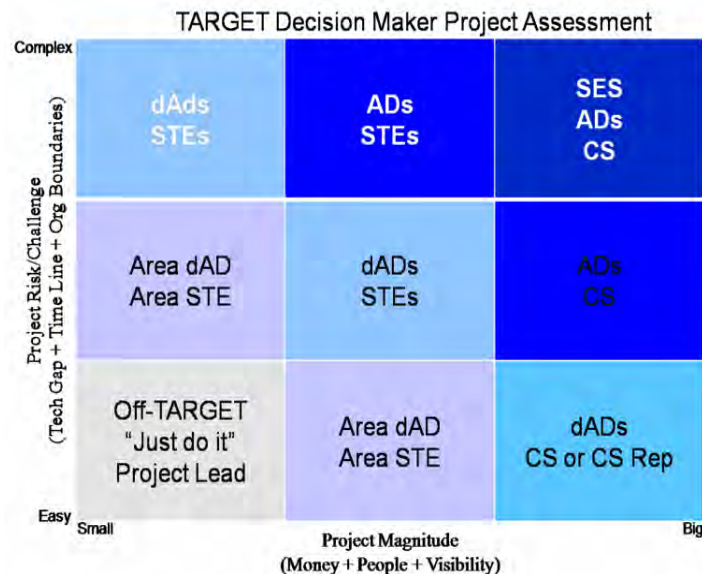 TARGET Decision Maker Project Assessment
Complex
dAds
STEs
ADs
STEs
SES
ADs
CS
Project Risk/Challenge
(Tech Gap + Time Line + Org Boundaries)
Area dAD
Area STE
dADs
STEs
ADs
CS
Off-TARGET
"Just do it"
Project Lead
Area dAD
Area STE
dADs
CS or CS Rep
Easy
Small
Big
Project Magnitude
(Money + People + Visibility)